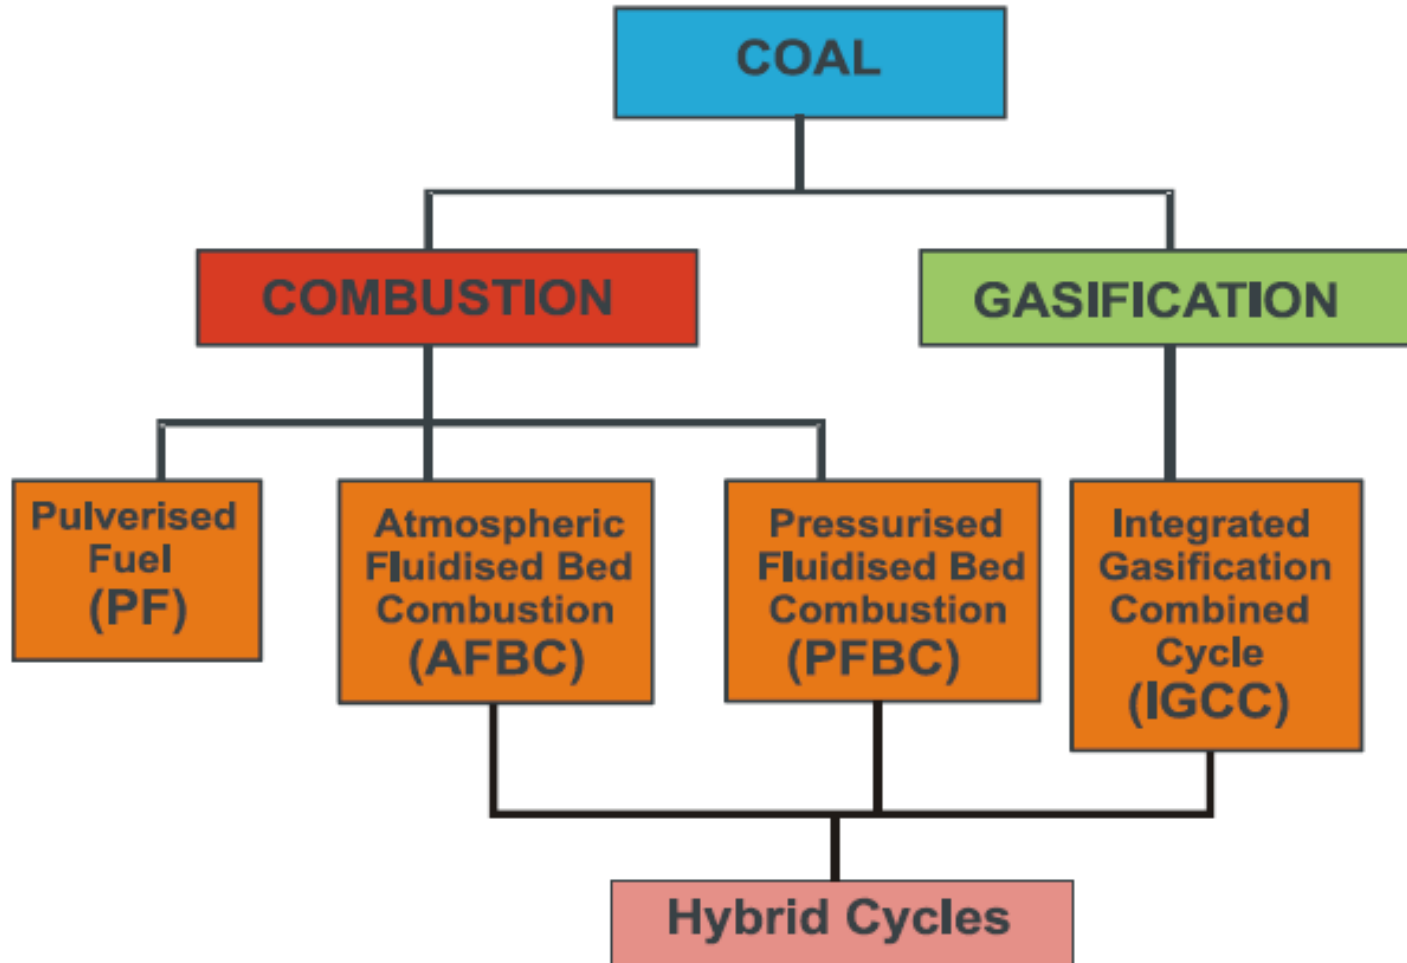 COAL
COMBUSTION
GASIFICATION
Pulverised
Fuel
(PF)
Atmospheric
Fluidised Bed
Combustion
(AFBC)
Pressurised
Fluidised Bed
Combustion
(PFBC)
Integrated
Gasification
Combined
Cycle
(IGCC)
Hybrid Cycles